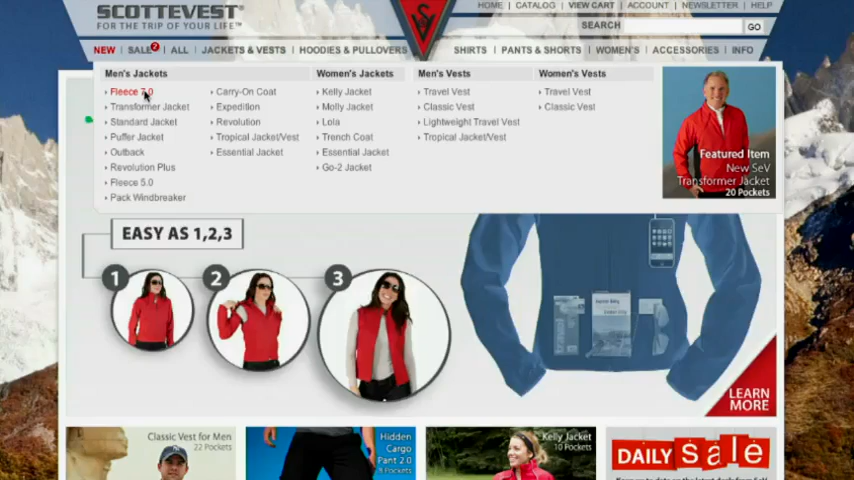 SCOTTEVEST
FOR THE TRIP OF YOUR LIFE™
HOME | CATALOG | VIEW CART | ACCOUNT | NEWSLETTER | HELP
SEARCH GO
NEW | SALE | ALL | JACKETS & VESTS | HOODIES & PULLOVERS
SHIRTS | PANTS & SHORTS | WOMEN'S | ACCESSORIES | INFO
Men's Jackets
Fleece 7.0
Transformer Jacket
Standard Jacket
Puffer Jacket
Outback
Revolution Plus
Fleece 5.0
Pack Windbreaker
Carry-On Coat
Expedition
Revolution
Tropical Jacket/Vest
Essential Jacket
Women's Jackets
Kelly Jacket
Molly Jacket
Lola
Trench Coat
Essential Jacket
Go-2 Jacket
Men's Vests
Travel Vest
Classic Vest
Lightweight Travel Vest
Tropical Jacket/Vest
Women's Vests
Travel Vest
Classic Vest
Featured Item
New SeV
Transformer Jacket
20 Pockets
EASY AS 1,2,3
1
2
3
LEARN
MORE
Classic Vest for Men
22 Pockets
Hidden
Cargo
Pant 2.0
9 Pockets
Kelly Jacket
10 Pockets
DAILY Sale